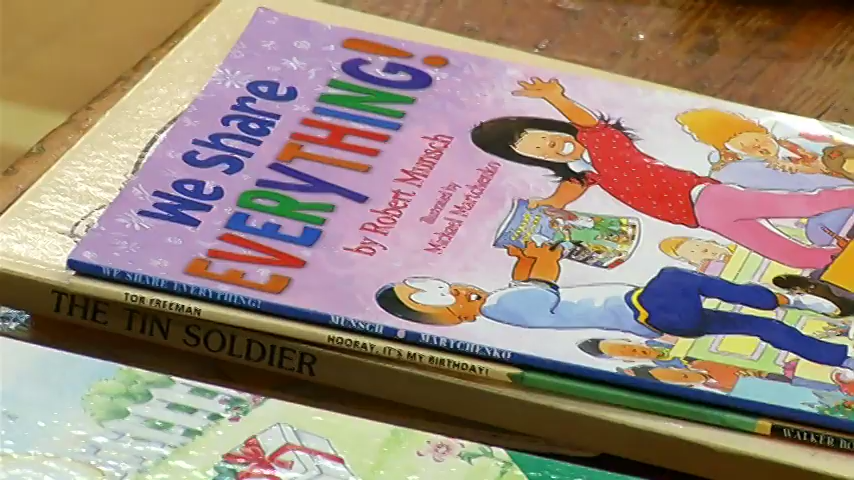 We Share
EVERYTHING!
by Robert Munsch
illustrated by
Michael Martchenko
WE SHARE EVERYTHING! MUNSCH MARTCHENKO
TOR FREEMAN HOORAY, IT'S MY BIRTHDAY! WALKER
THE TIN SOLDIER